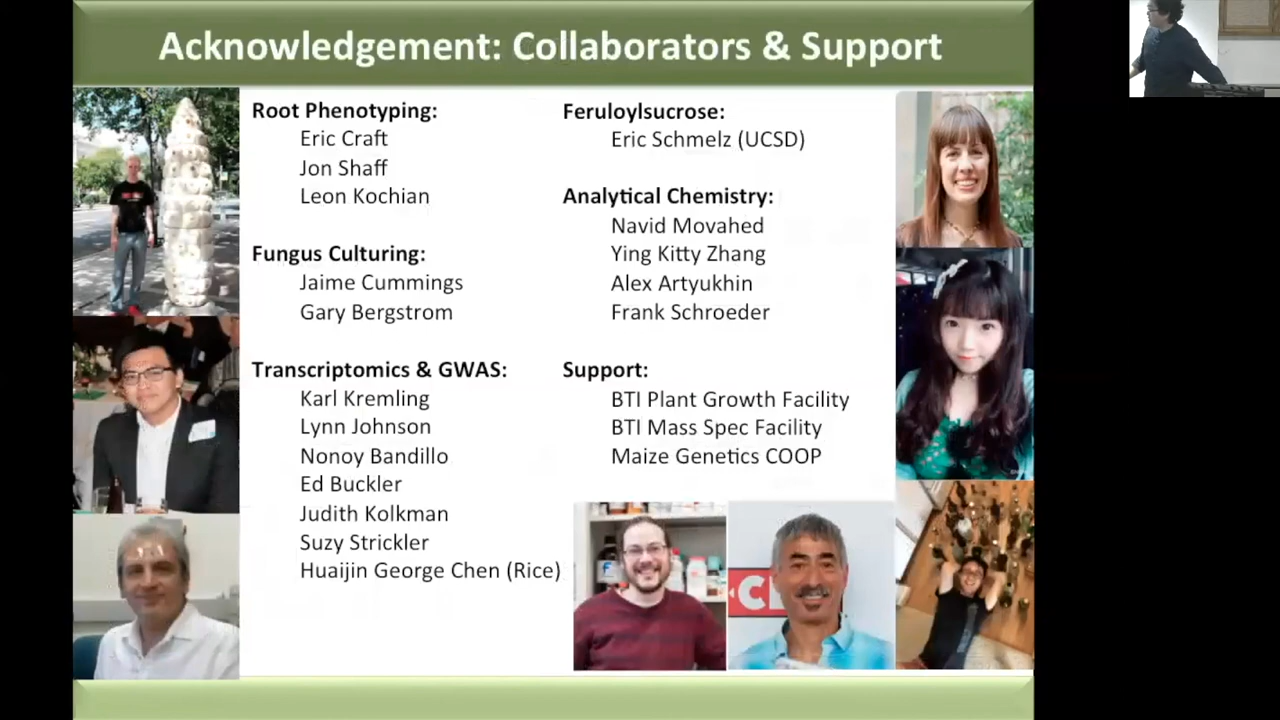 Acknowledgement: Collaborators & Support
Root Phenotyping:
Eric Craft
Jon Shaff
Leon Kochian
Fungus Culturing:
Jaime Cummings
Gary Bergstrom
Transcriptomics & GWAS:
Karl Kremling
Lynn Johnson
Nonoy Bandillo
Ed Buckler
Judith Kolkman
Suzy Strickler
Huaijin George Chen (Rice)
Feruloylsucrose:
Eric Schmelz (UCSD)
Analytical Chemistry:
Navid Movahed
Ying Kitty Zhang
Alex Artyukhin
Frank Schroeder
Support:
BTI Plant Growth Facility
BTI Mass Spec Facility
Maize Genetics COOP